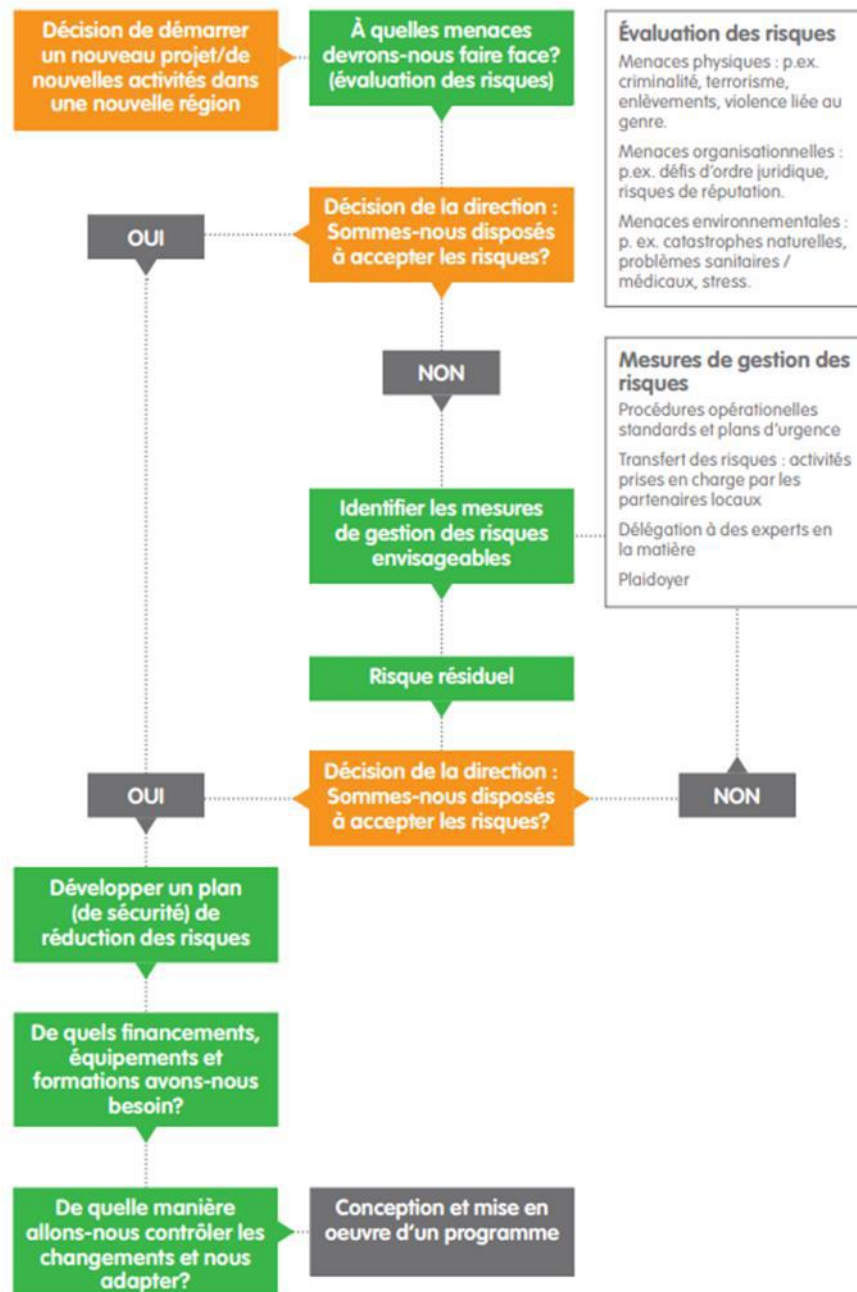 Décision de démarrer
un nouveau projet/de
nouvelles activités dans
une nouvelle région
À quelles menaces
devrons-nous faire face?
(évaluation des risques)
Évaluation des risques
Menaces physiques : p.ex.
criminalité, terrorisme,
enlèvements, violence liée au
genre.
Menaces organisationnelles :
p.ex. défis d'ordre juridique,
risques de réputation.
Menaces environnementales :
p. ex. catastrophes naturelles,
problèmes sanitaires /
médicaux, stress.
OUI
Décision de la direction :
Sommes-nous disposés
à accepter les risques?
NON
Mesures de gestion des
risques
Procédures opérationelles
standards et plans d'urgence
Transfert des risques : activités
prises en charge par les
partenaires locaux
Délégation à des experts en
la matière
Plaidoyer
Identifier les mesures
de gestion des risques
envisageables
Risque résiduel
OUI
Décision de la direction :
Sommes-nous disposés
à accepter les risques?
NON
Développer un plan
(de sécurité) de
réduction des risques
De quels financements,
équipements et
formations avons-nous
besoin?
De quelle manière
allons-nous contrôler les
changements et nous
adapter?
Conception et mise en
oeuvre d'un programme